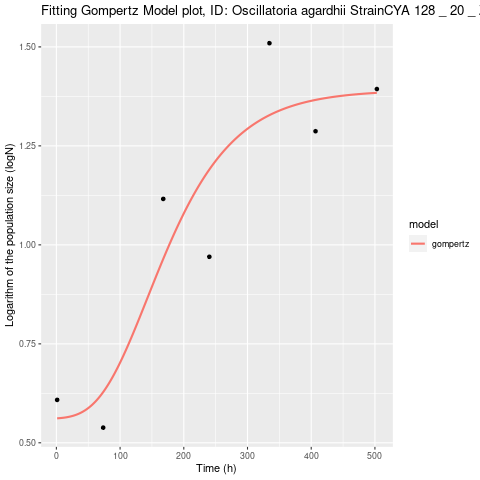 Fitting Gompertz Model plot, ID: Oscillatoria agardhii StrainCYA 128 _ 20 _
Logarithm of the population size (logN)
1.50
1.25
1.00
0.75
0.50
0
100
200
300
400
500
Time (h)
model
gompertz